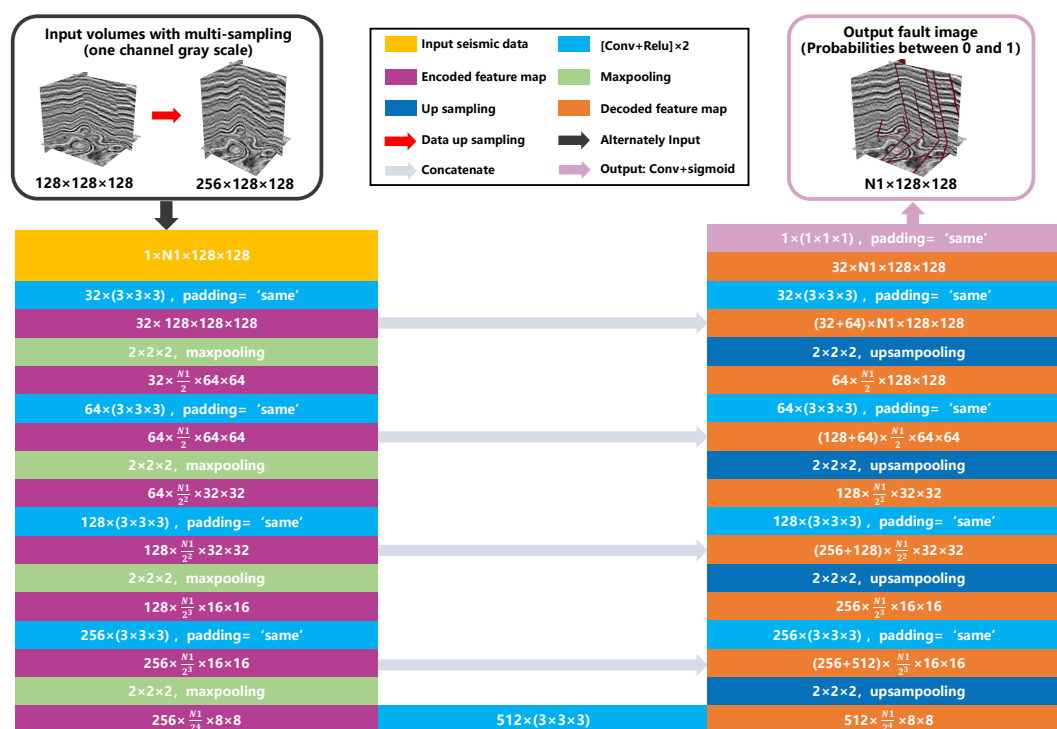 Input volumes with multi-sampling
(one channel gray scale)
128×128×128
256×128×128
Input seismic data
[Conv+Relu]×2
Encoded feature map
Maxpooling
Up sampling
Decoded feature map
Data up sampling
Alternately Input
Concatenate
Output: Conv+sigmoid
Output fault image
(Probabilities between 0 and 1)
N1×128×128
1×N1×128×128
32×(3×3×3) , padding= ‘same’
32× 128×128×128
2×2×2, maxpooling
32× N1/2 ×64×64
64×(3×3×3) , padding= ‘same’
64× N1/2 ×64×64
2×2×2, maxpooling
64× N1/2² ×32×32
128×(3×3×3) , padding= ‘same’
128× N1/2² ×32×32
2×2×2, maxpooling
128× N1/2³ ×16×16
256×(3×3×3) , padding= ‘same’
256× N1/2³ ×16×16
2×2×2, maxpooling
256× N1/2⁴ ×8×8
512×(3×3×3)
1×(1×1×1) , padding= ‘same’
32×N1×128×128
32×(3×3×3) , padding= ‘same’
(32+64)×N1×128×128
2×2×2, upsampooling
64× N1/2 ×128×128
64×(3×3×3) , padding= ‘same’
(128+64)× N1/2 ×64×64
2×2×2, upsampooling
128× N1/2² ×32×32
128×(3×3×3) , padding= ‘same’
(256+128)× N1/2² ×32×32
2×2×2, upsampooling
256× N1/2³ ×16×16
256×(3×3×3) , padding= ‘same’
(256+512)× N1/2³ ×16×16
2×2×2, upsampooling
512× N1/2⁴ ×8×8